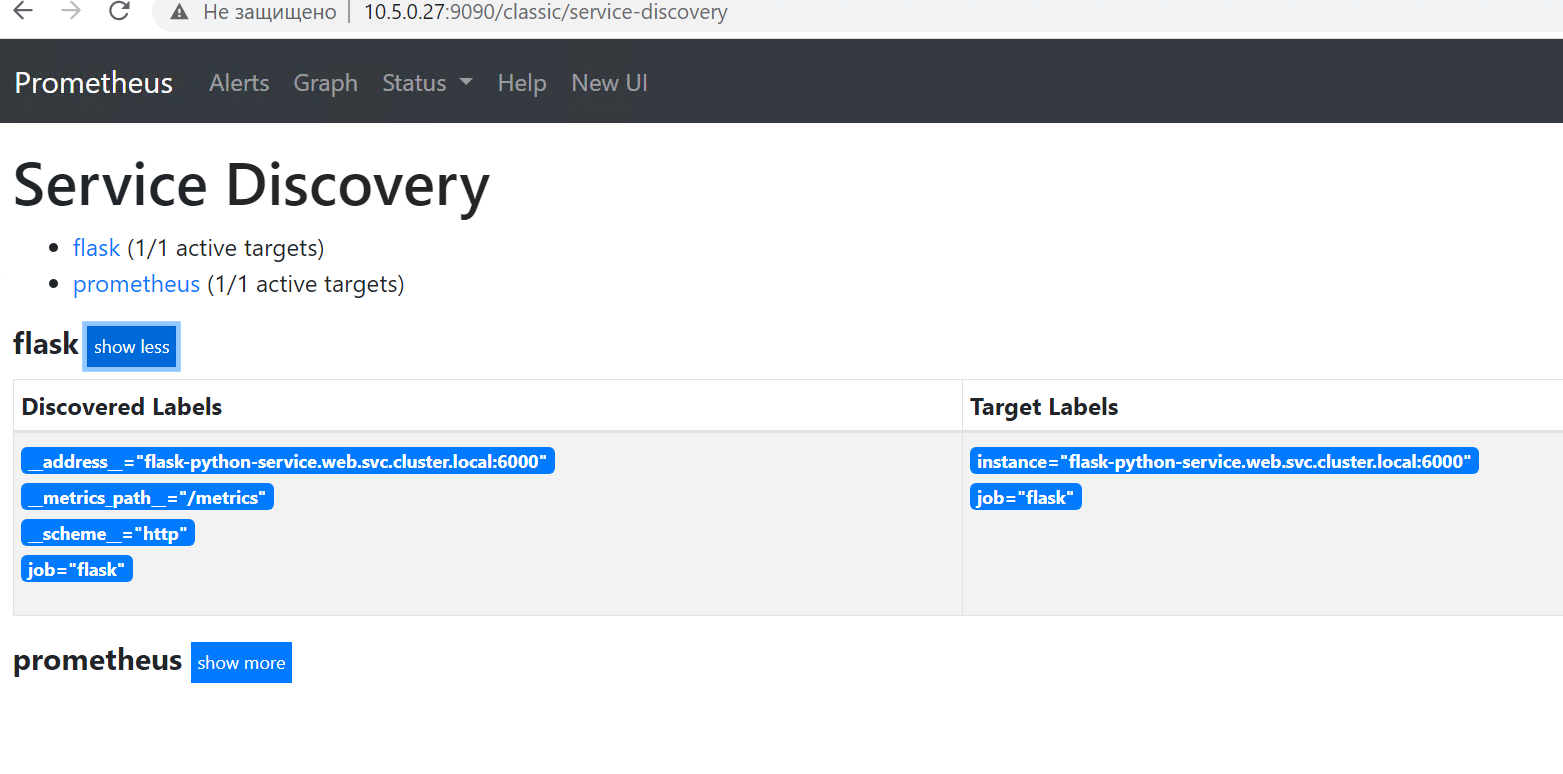 Не защищено | 10.5.0.27:9090/classic/service-discovery
Prometheus Alerts Graph Status Help New UI
Service Discovery
flask (1/1 active targets)
prometheus (1/1 active targets)
flask show less
Discovered Labels Target Labels
__address__="flask-python-service.web.svc.cluster.local:6000" instance="flask-python-service.web.svc.cluster.local:6000"
__metrics_path__="/metrics" job="flask"
__scheme__="http"
job="flask"
prometheus show more